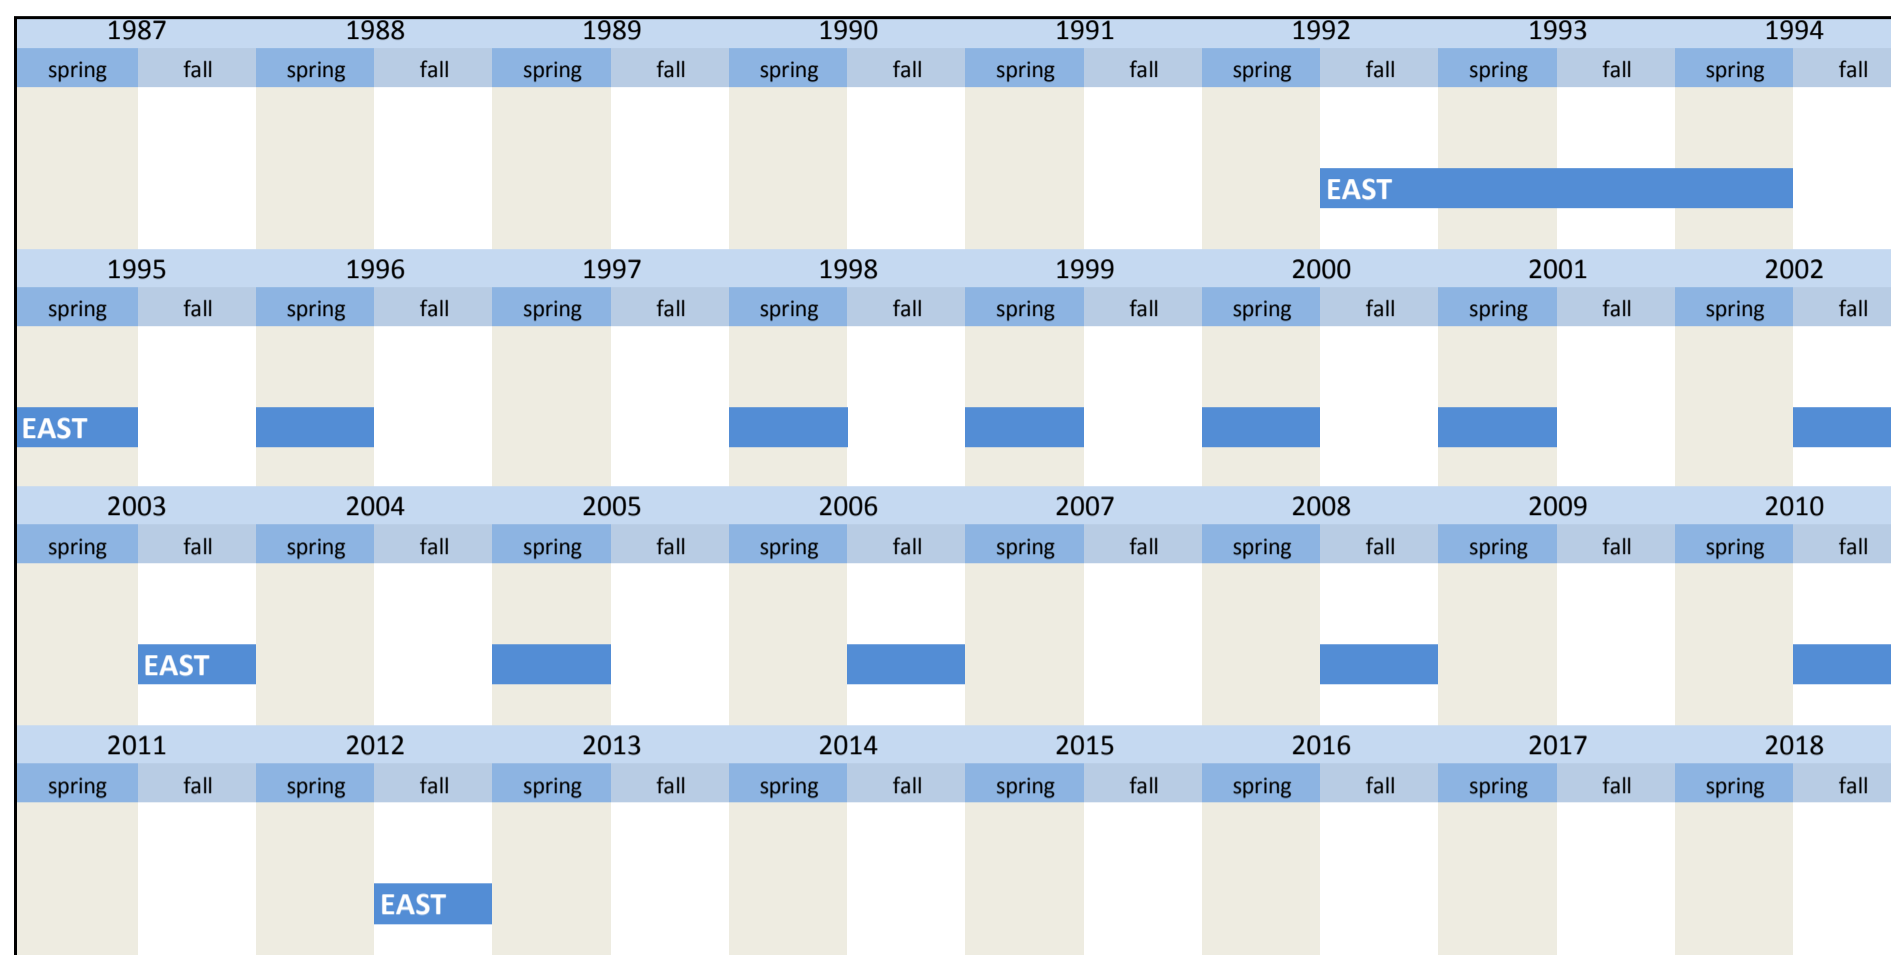 1987 1988 1989 1990 1991 1992 1993 1994
spring fall spring fall spring fall spring fall spring fall spring fall spring fall spring fall
EAST
1995 1996 1997 1998 1999 2000 2001 2002
spring fall spring fall spring fall spring fall spring fall spring fall spring fall spring fall
EAST
2003 2004 2005 2006 2007 2008 2009 2010
spring fall spring fall spring fall spring fall spring fall spring fall spring fall spring fall
EAST
2011 2012 2013 2014 2015 2016 2017 2018
spring fall spring fall spring fall spring fall spring fall spring fall spring fall spring fall
EAST